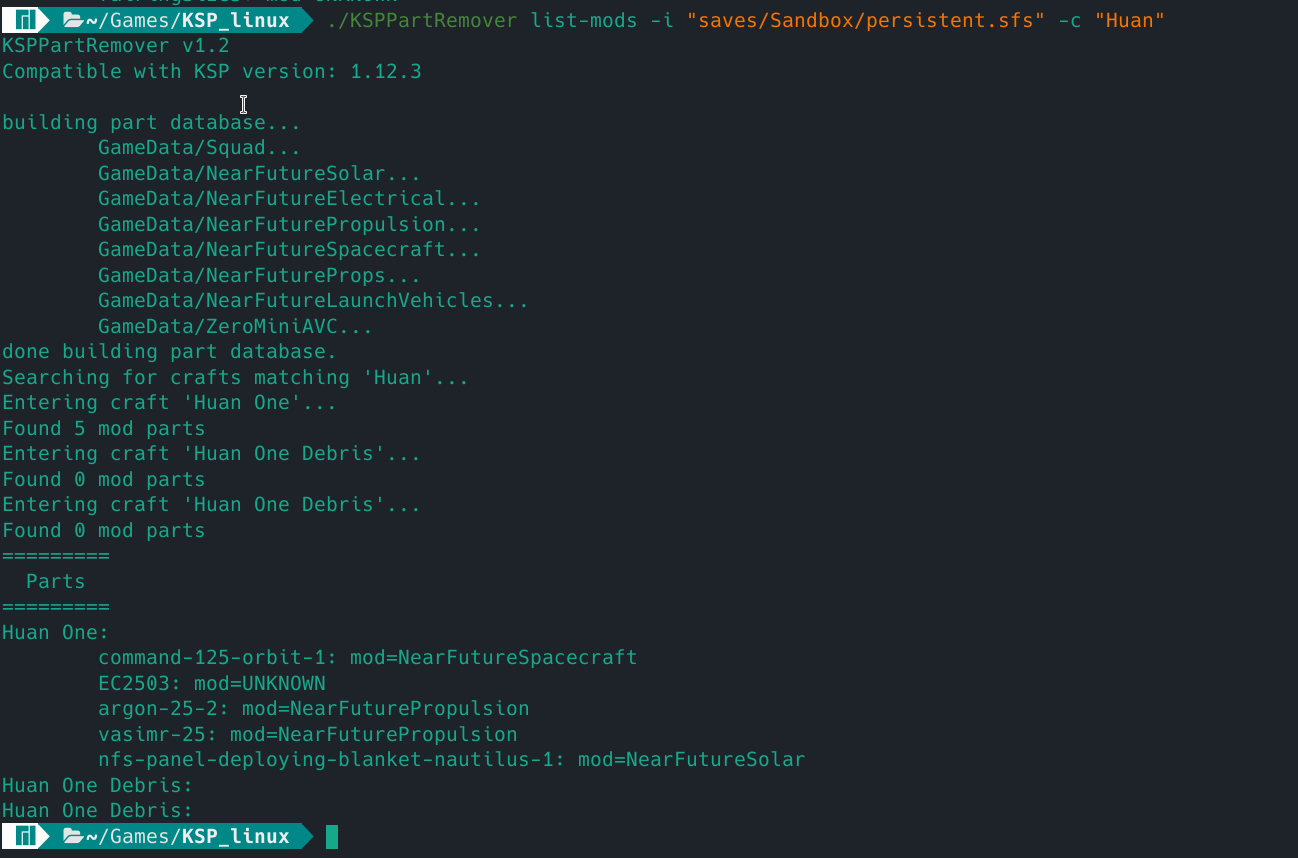 ~/Games/KSP_linux ./KSPPartRemover list-mods -i "saves/Sandbox/persistent.sfs" -c "Huan"
KSPPartRemover v1.2
Compatible with KSP version: 1.12.3
building part database...
GameData/Squad...
GameData/NearFutureSolar...
GameData/NearFutureElectrical...
GameData/NearFuturePropulsion...
GameData/NearFutureSpacecraft...
GameData/NearFutureProps...
GameData/NearFutureLaunchVehicles...
GameData/ZeroMiniAVC...
done building part database.
Searching for crafts matching 'Huan'...
Entering craft 'Huan One'...
Found 5 mod parts
Entering craft 'Huan One Debris'...
Found 0 mod parts
Entering craft 'Huan One Debris'...
Found 0 mod parts
=========
Parts
=========
Huan One:
command-125-orbit-1: mod=NearFutureSpacecraft
EC2503: mod=UNKNOWN
argon-25-2: mod=NearFuturePropulsion
vasimr-25: mod=NearFuturePropulsion
nfs-panel-deploying-blanket-nautilus-1: mod=NearFutureSolar
Huan One Debris:
Huan One Debris:
~/Games/KSP_linux